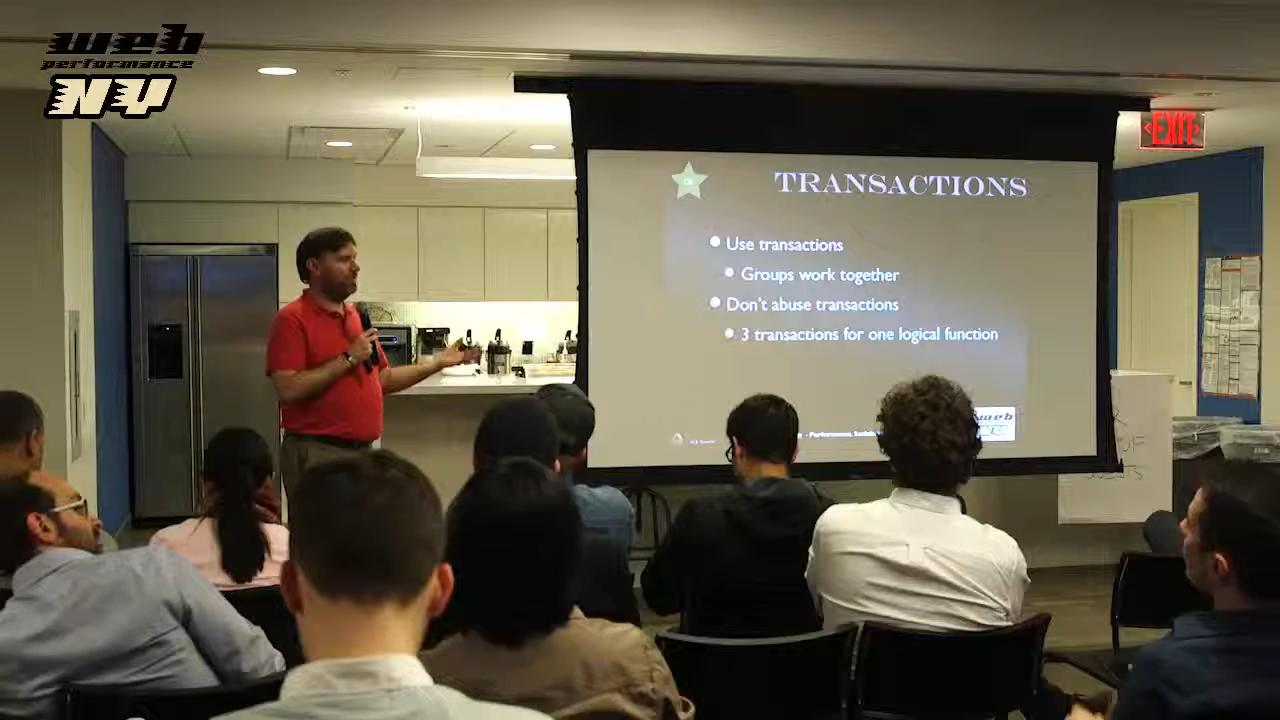 web
performance
NY
EXIT
TRANSACTIONS
Use transactions
Groups work together
Don't abuse transactions
3 transactions for one logical function
web